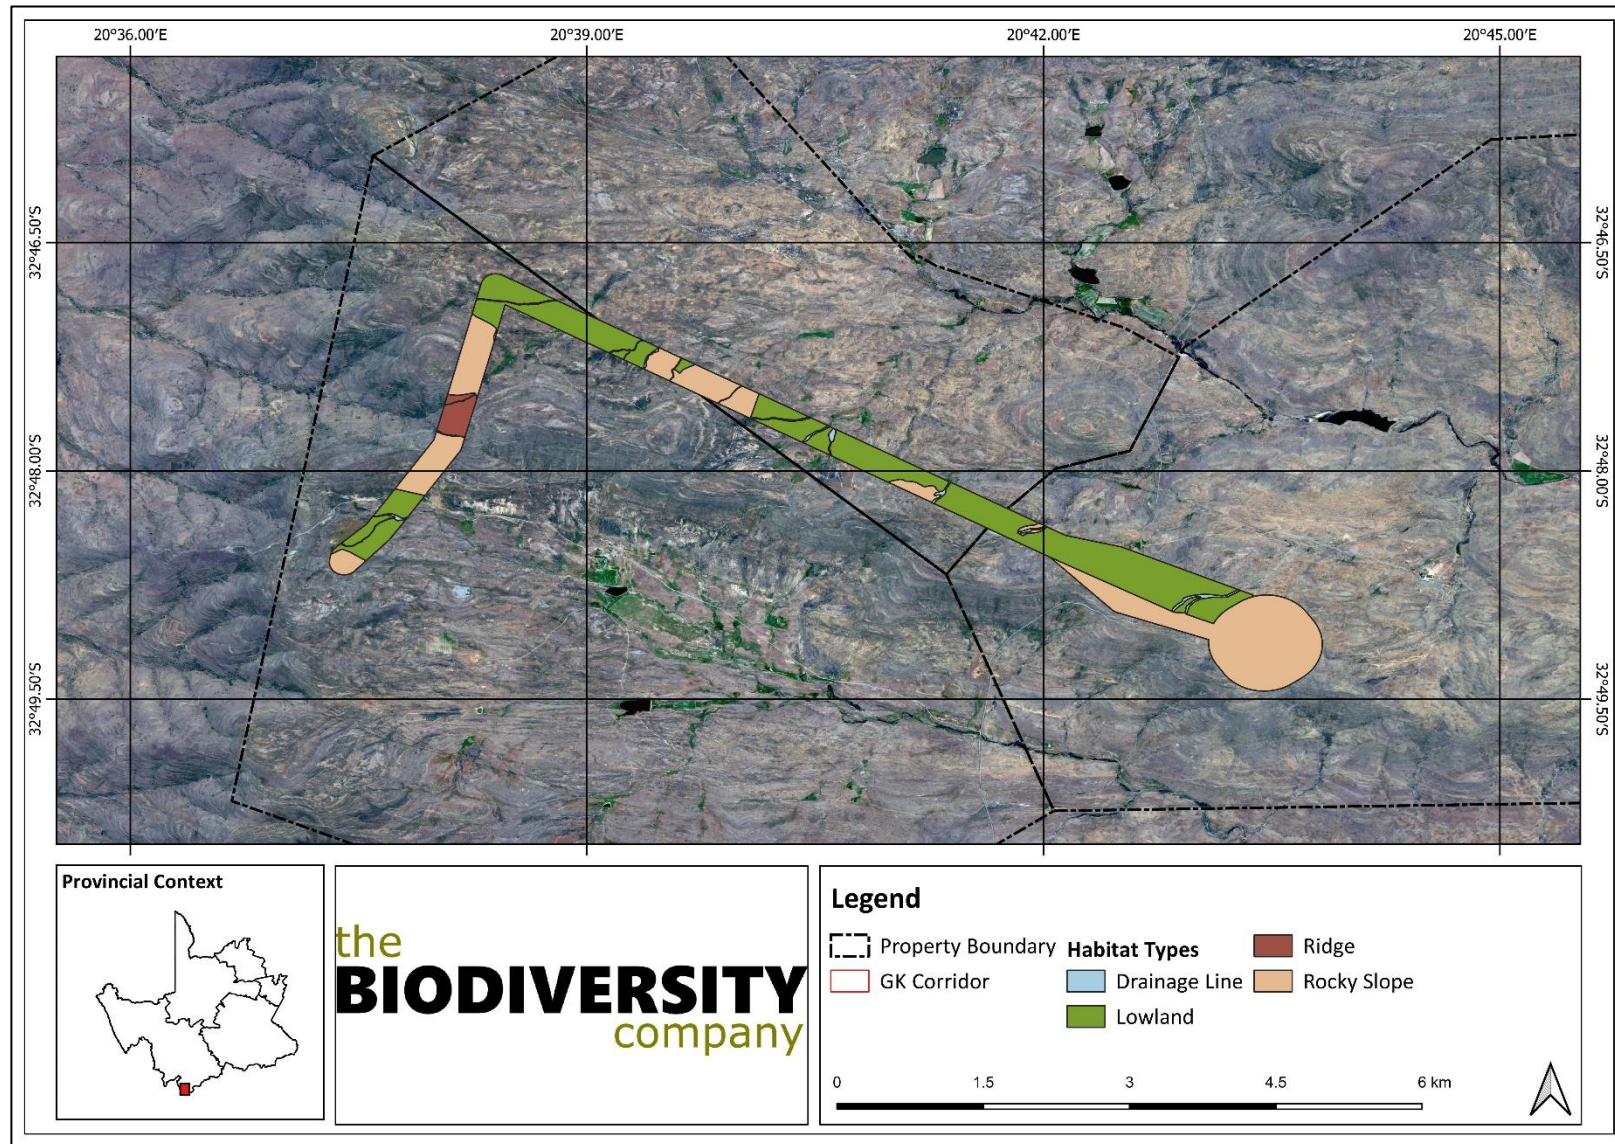 20°36.00'E
20°39.00'E
20°42.00'E
20°45.00'E
32°46.50'S
32°46.50'S
32°48.00'S
32°48.00'S
32°49.50'S
32°49.50'S
Provincial Context
the
BIODIVERSITY
company
Legend
Property Boundary
GK Corridor
Habitat Types
Drainage Line
Lowland
Ridge
Rocky Slope
0 1.5 3 4.5 6 km